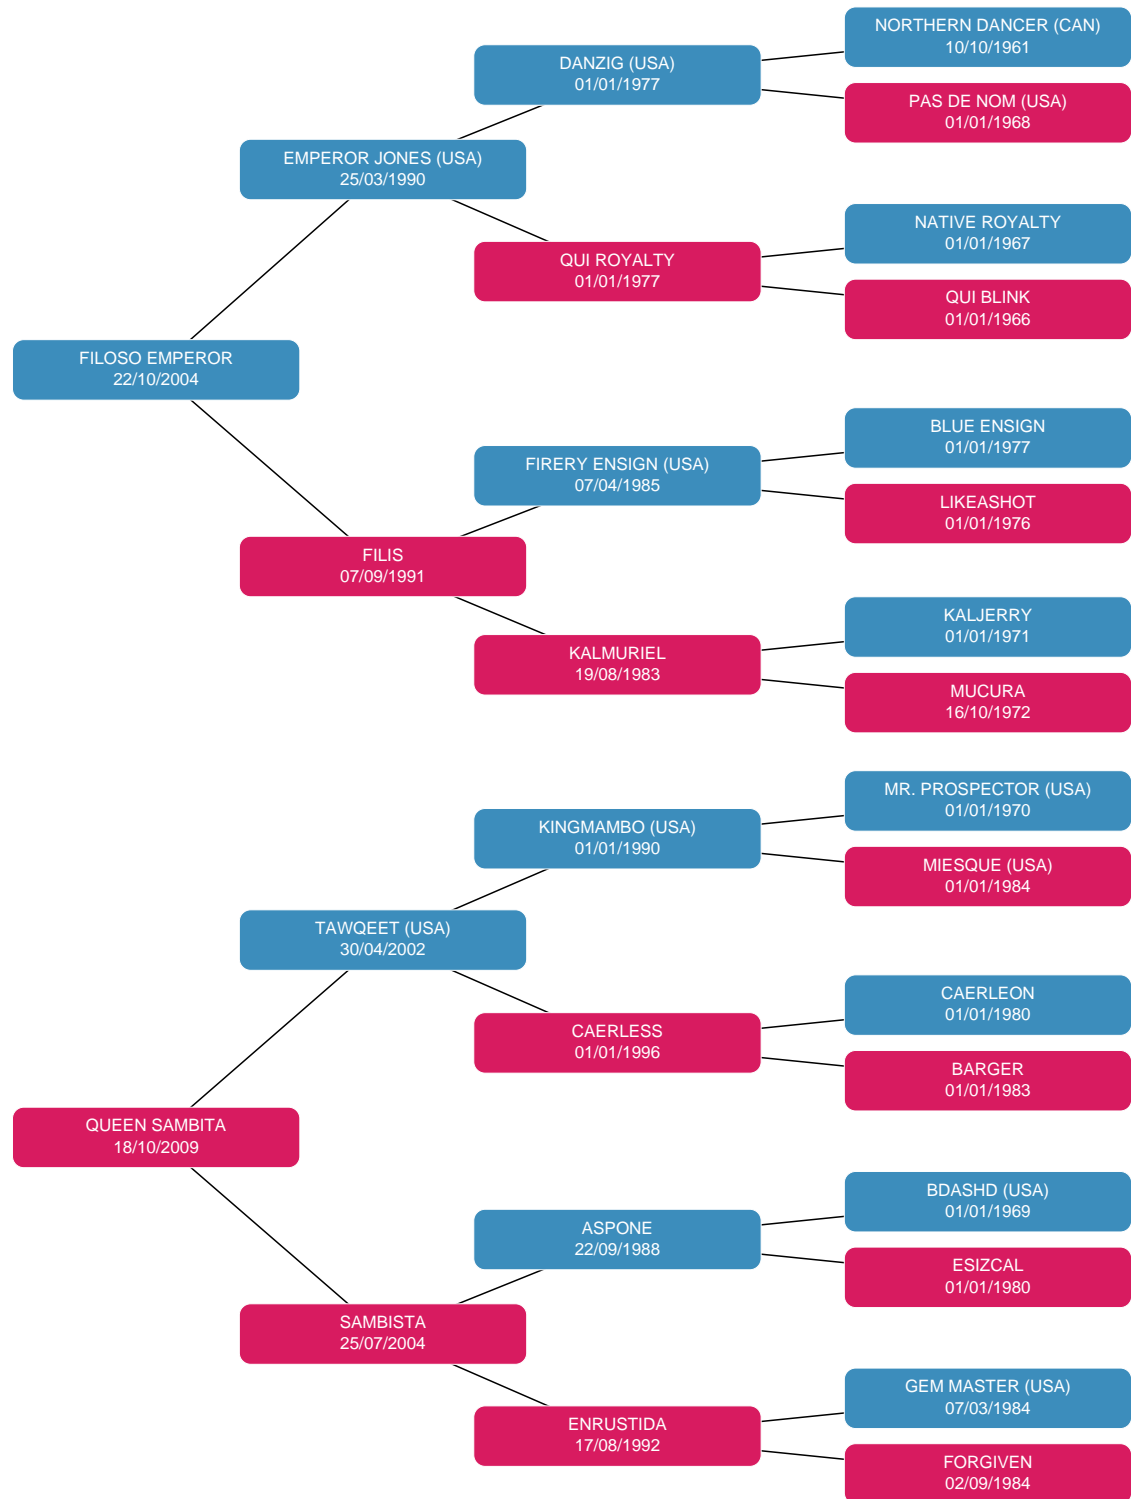 NORTHERN DANCER (CAN)
10/10/1961
DANZIG (USA)
01/01/1977
PAS DE NOM (USA)
01/01/1968
EMPEROR JONES (USA)
25/03/1990
NATIVE ROYALTY
01/01/1967
QUI ROYALTY
01/01/1977
QUI BLINK
01/01/1966
FILOSO EMPEROR
22/10/2004
BLUE ENSIGN
01/01/1977
FIRERY ENSIGN (USA)
07/04/1985
LIKEASHOT
01/01/1976
FILIS
07/09/1991
KALJERRY
01/01/1971
KALMURIEL
19/08/1983
MUCURA
16/10/1972
MR. PROSPECTOR (USA)
01/01/1970
KINGMAMBO (USA)
01/01/1990
MIESQUE (USA)
01/01/1984
TAWQEET (USA)
30/04/2002
CAERLEON
01/01/1980
CAERLESS
01/01/1996
BARGER
01/01/1983
QUEEN SAMBITA
18/10/2009
BDASHD (USA)
01/01/1969
ASPONE
22/09/1988
ESIZCAL
01/01/1980
SAMBISTA
25/07/2004
GEM MASTER (USA)
07/03/1984
ENRUSTIDA
17/08/1992
FORGIVEN
02/09/1984